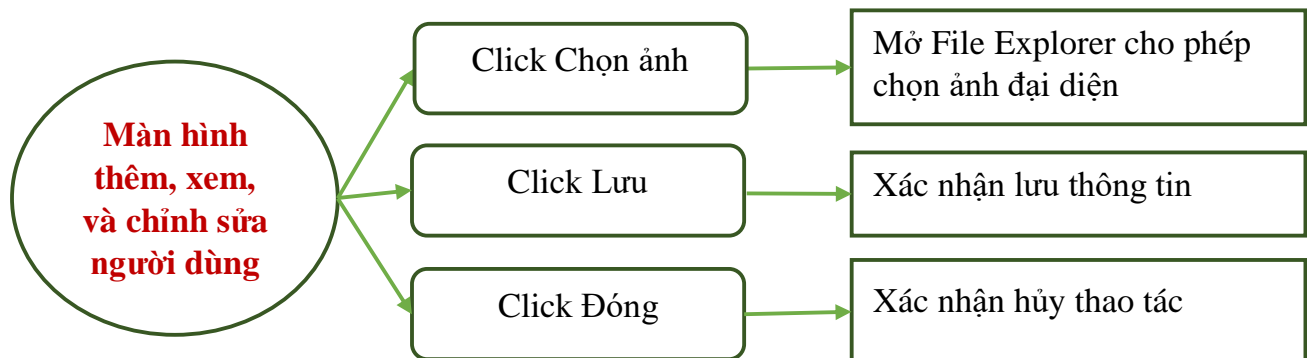 Màn hình
thêm, xem,
và chỉnh sửa
người dùng
Click Chọn ảnh
Mở File Explorer cho phép
chọn ảnh đại diện
Click Lưu
Xác nhận lưu thông tin
Click Đóng
Xác nhận hủy thao tác